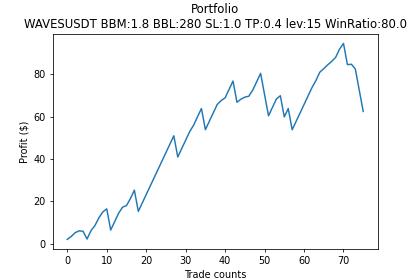 Portfolio
WAVESUSDT BBM:1.8 BBL:280 SL:1.0 TP:0.4 lev:15 WinRatio:80.0
80
60
40
20
0
Profit ($)
0 10 20 30 40 50 60 70
Trade counts